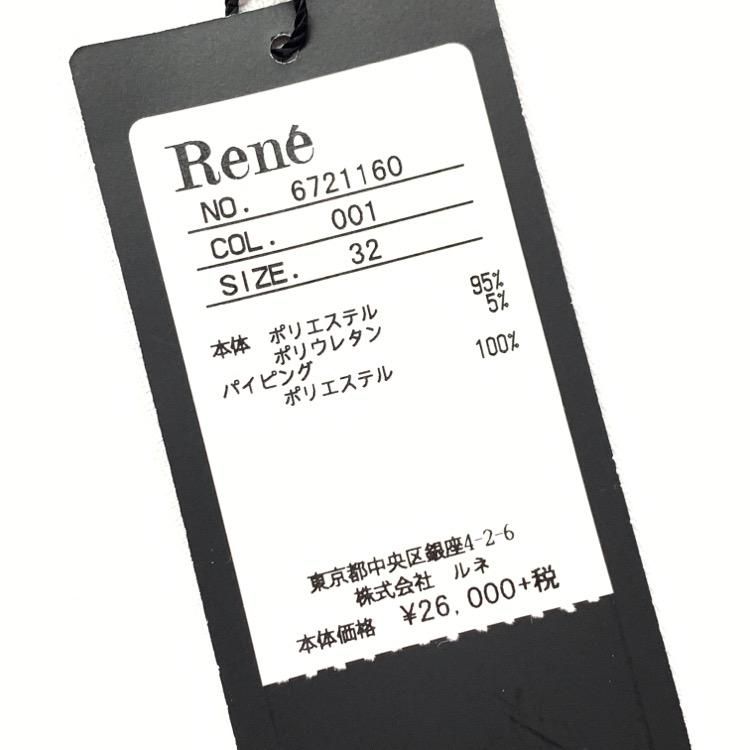 René
NO. 6721160
COL. 001
SIZE. 32
本体 ポリエステル 95%
ポリウレタン 5%
パイピング
ポリエステル 100%
東京都中央区銀座4-2-6
株式会社 ルネ
本体価格 ¥26,000+税